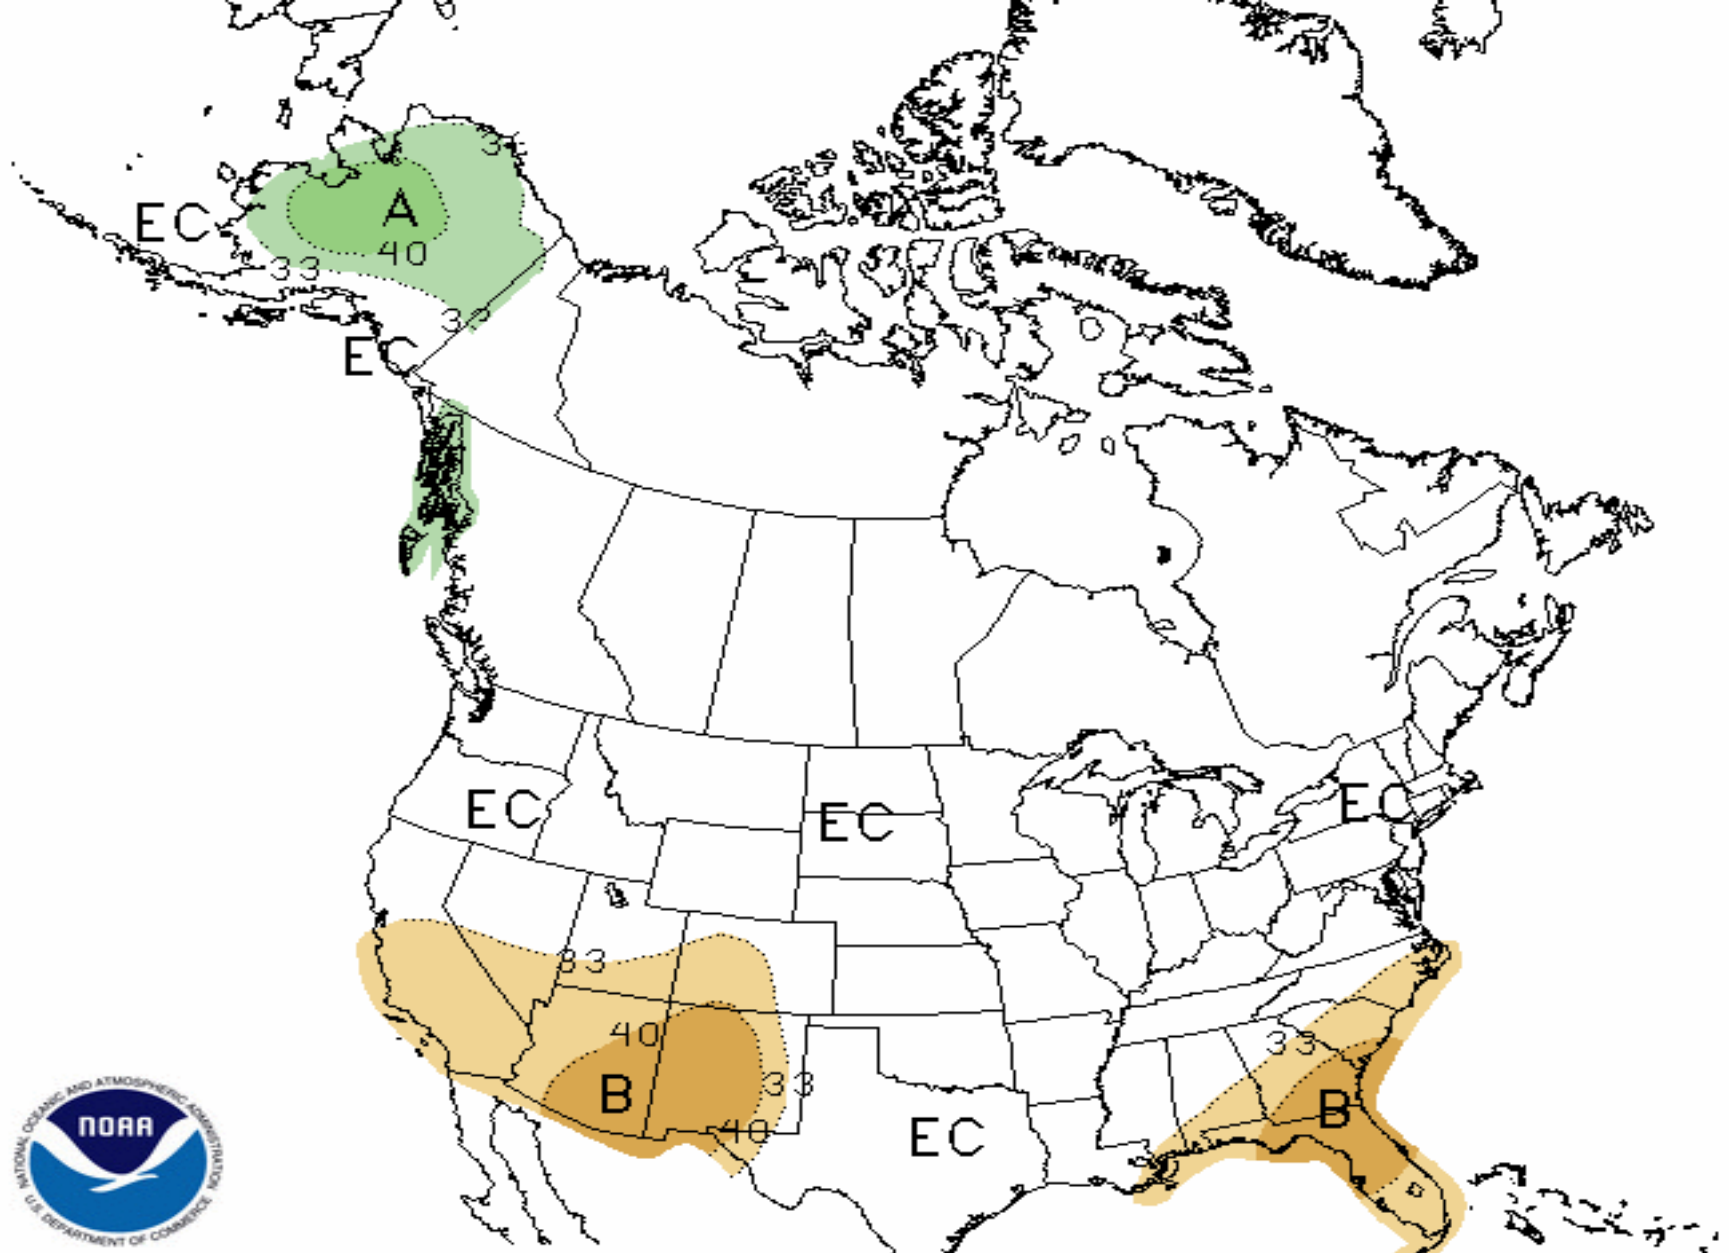 33
A
EC
40
33
33
EC
EC
EC
EC
33
40
33
B
33
B
40
EC
NOAA
NATIONAL OCEANIC AND ATMOSPHERIC ADMINISTRATION
U.S. DEPARTMENT OF COMMERCE